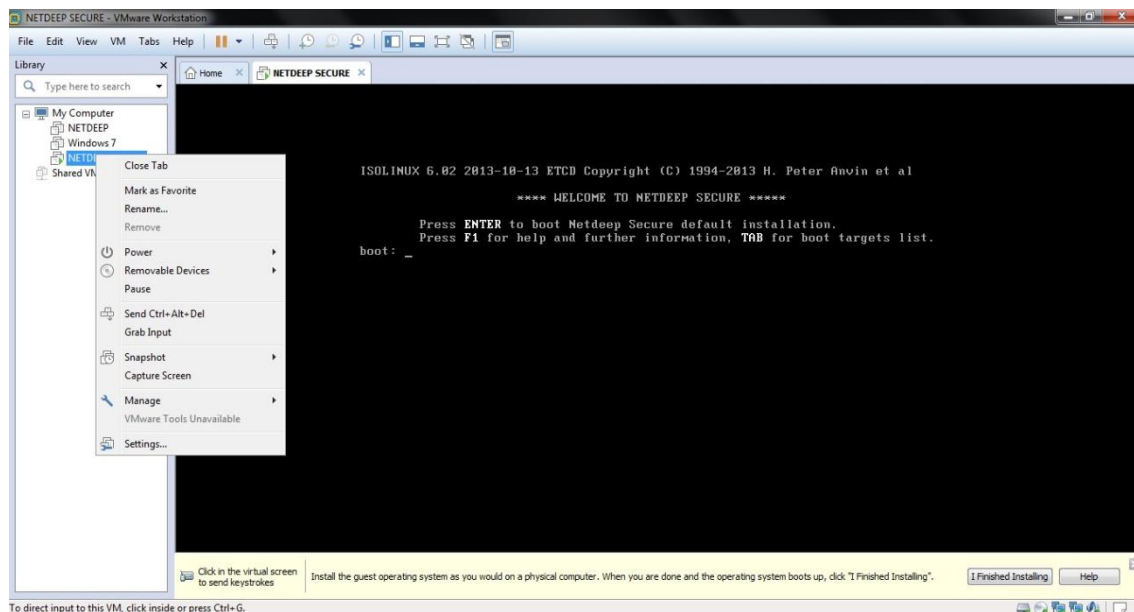 NETDEEP SECURE - VMware Workstation
File Edit View VM Tabs Help
Library
Type here to search
My Computer
NETDEEP
Windows 7
Shared
Home
NETDEEP SECURE
Close Tab
Mark as Favorite
Rename...
Remove
Power
Removable Devices
Pause
Send Ctrl+Alt+Del
Grab Input
Snapshot
Capture Screen
Manage
VMware Tools Unavailable
Settings...
ISOLINUX 6.02 2013-10-13 ETCD Copyright (C) 1994-2013 H. Peter Anvin et al
**** WELCOME TO NETDEEP SECURE *****
Press ENTER to boot Netdeep Secure default installation.
Press F1 for help and further information, TAB for boot targets list.
boot: _
Click in the virtual screen
to send keystrokes
Install the guest operating system as you would on a physical computer. When you are done and the operating system boots up, click "I Finished Installing".
I Finished Installing
Help
To direct input to this VM, click inside or press Ctrl+G.